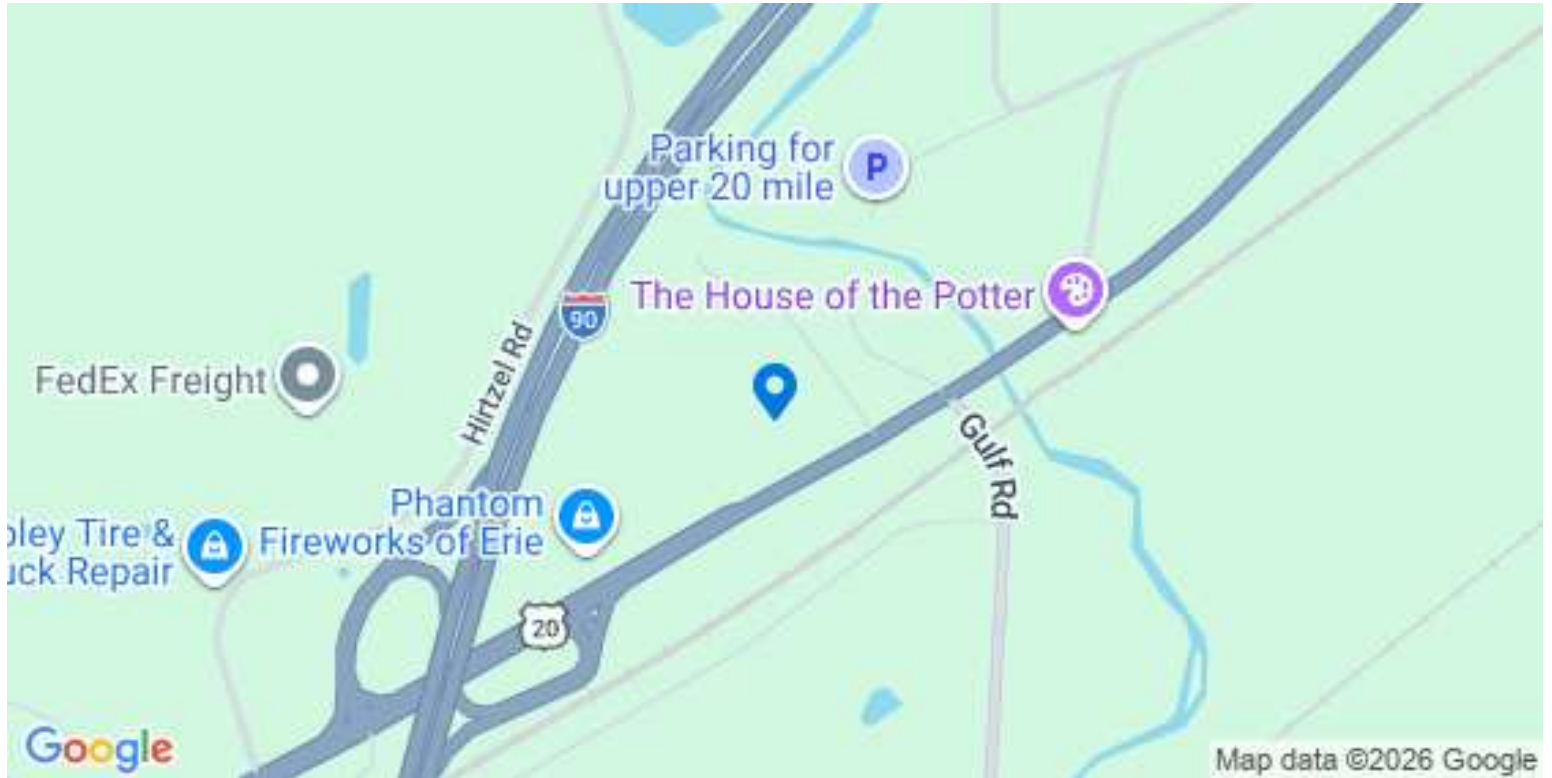 Parking for
upper 20 mile
P
The House of the Potter
90
FedEx Freight
Hirtzel Rd
Gulf Rd
Phantom
Fireworks of Erie
Tire &
Repair
20
Google
Map data ©2026 Google